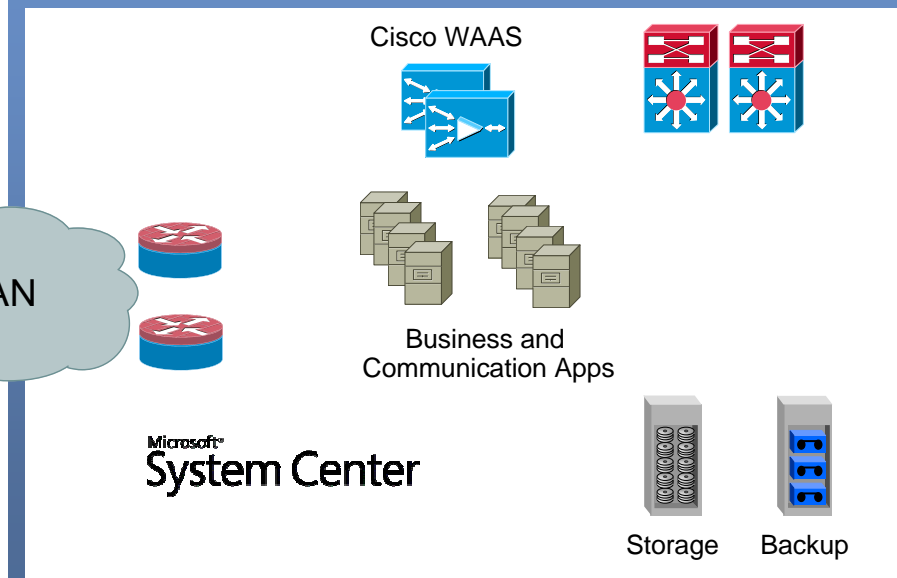 Cisco WAAS
AN
Business and
Communication Apps
Microsoft®
System Center
Storage
Backup